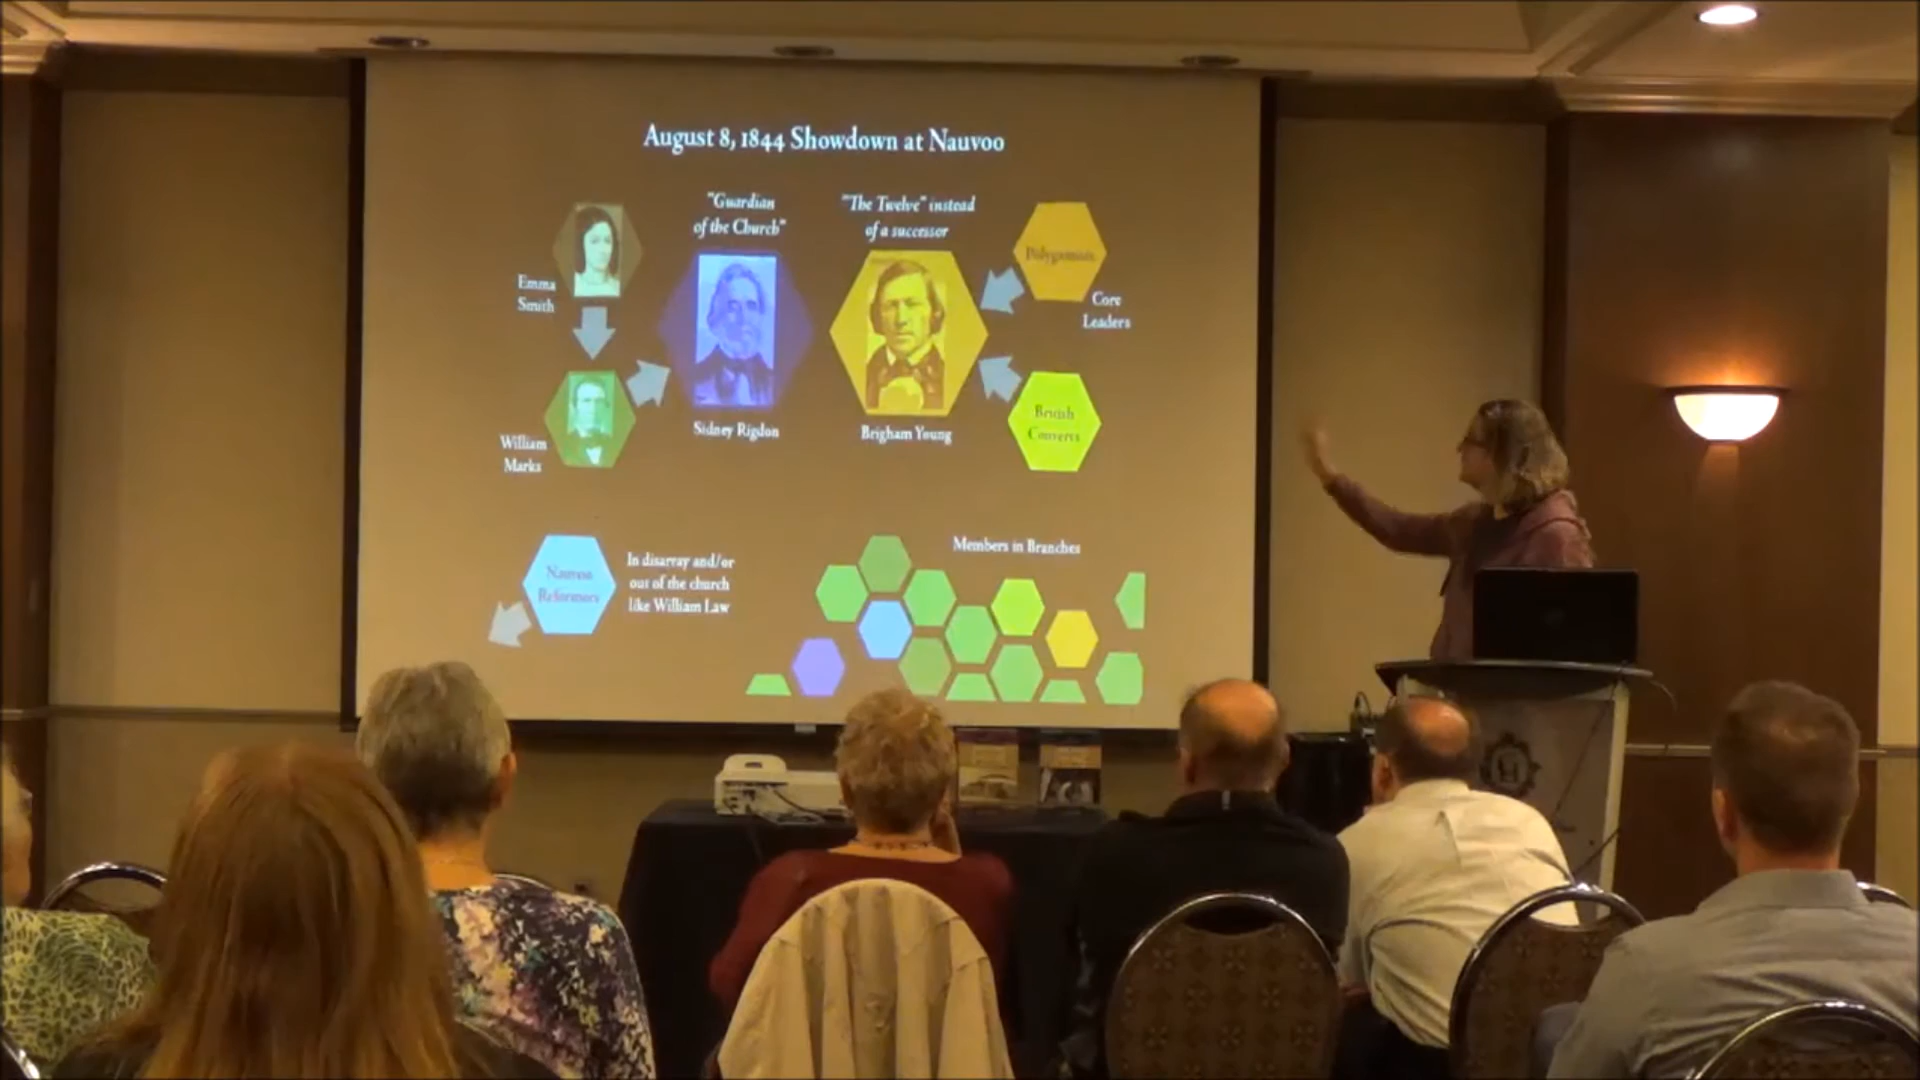 August 8, 1844 Showdown at Nauvoo
"Guardian
of the Church"
"The Twelve" instead
of a successor
Emma
Smith
Polygamists
Core
Leaders
William
Marks
Sidney Rigdon
Brigham Young
British
Converts
Nauvoo
Reformers
In disarray and/or
out of the church
like William Law
Members in Branches